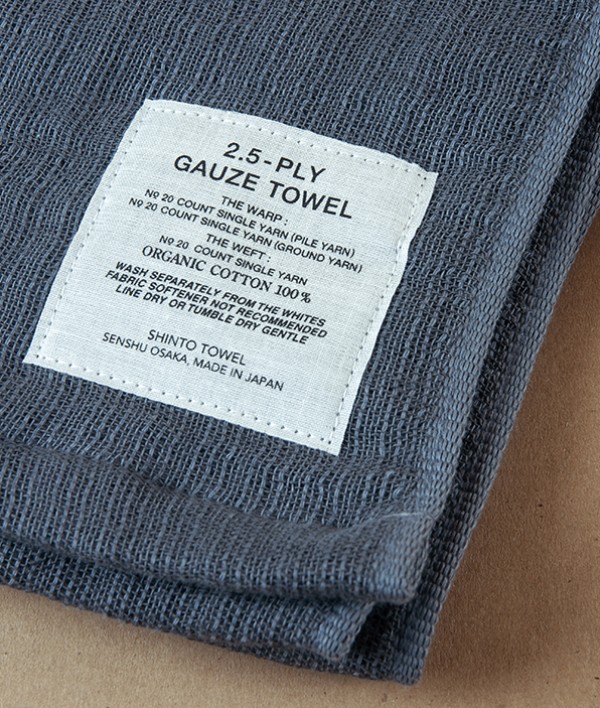 2.5-PLY
GAUZE TOWEL
THE WARP :
№ 20 COUNT SINGLE YARN (PILE YARN)
№ 20 COUNT SINGLE YARN (GROUND YARN)
THE WEFT :
№ 20 COUNT SINGLE YARN
ORGANIC COTTON 100%
WASH SEPARATELY FROM THE WHITES
FABRIC SOFTENER NOT RECOMMENDED
LINE DRY OR TUMBLE DRY GENTLE
SHINTO TOWEL
SENSHU OSAKA, MADE IN JAPAN